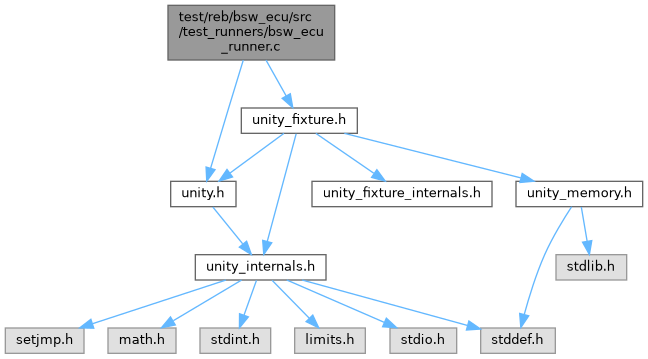 test/reb/bsw_ecu/src
/test_runners/bsw_ecu
_runner.c
unity_fixture.h
unity.h
unity_fixture_internals.h
unity_memory.h
unity_internals.h
stdlib.h
setjmp.h
math.h
stdint.h
limits.h
stdio.h
stddef.h